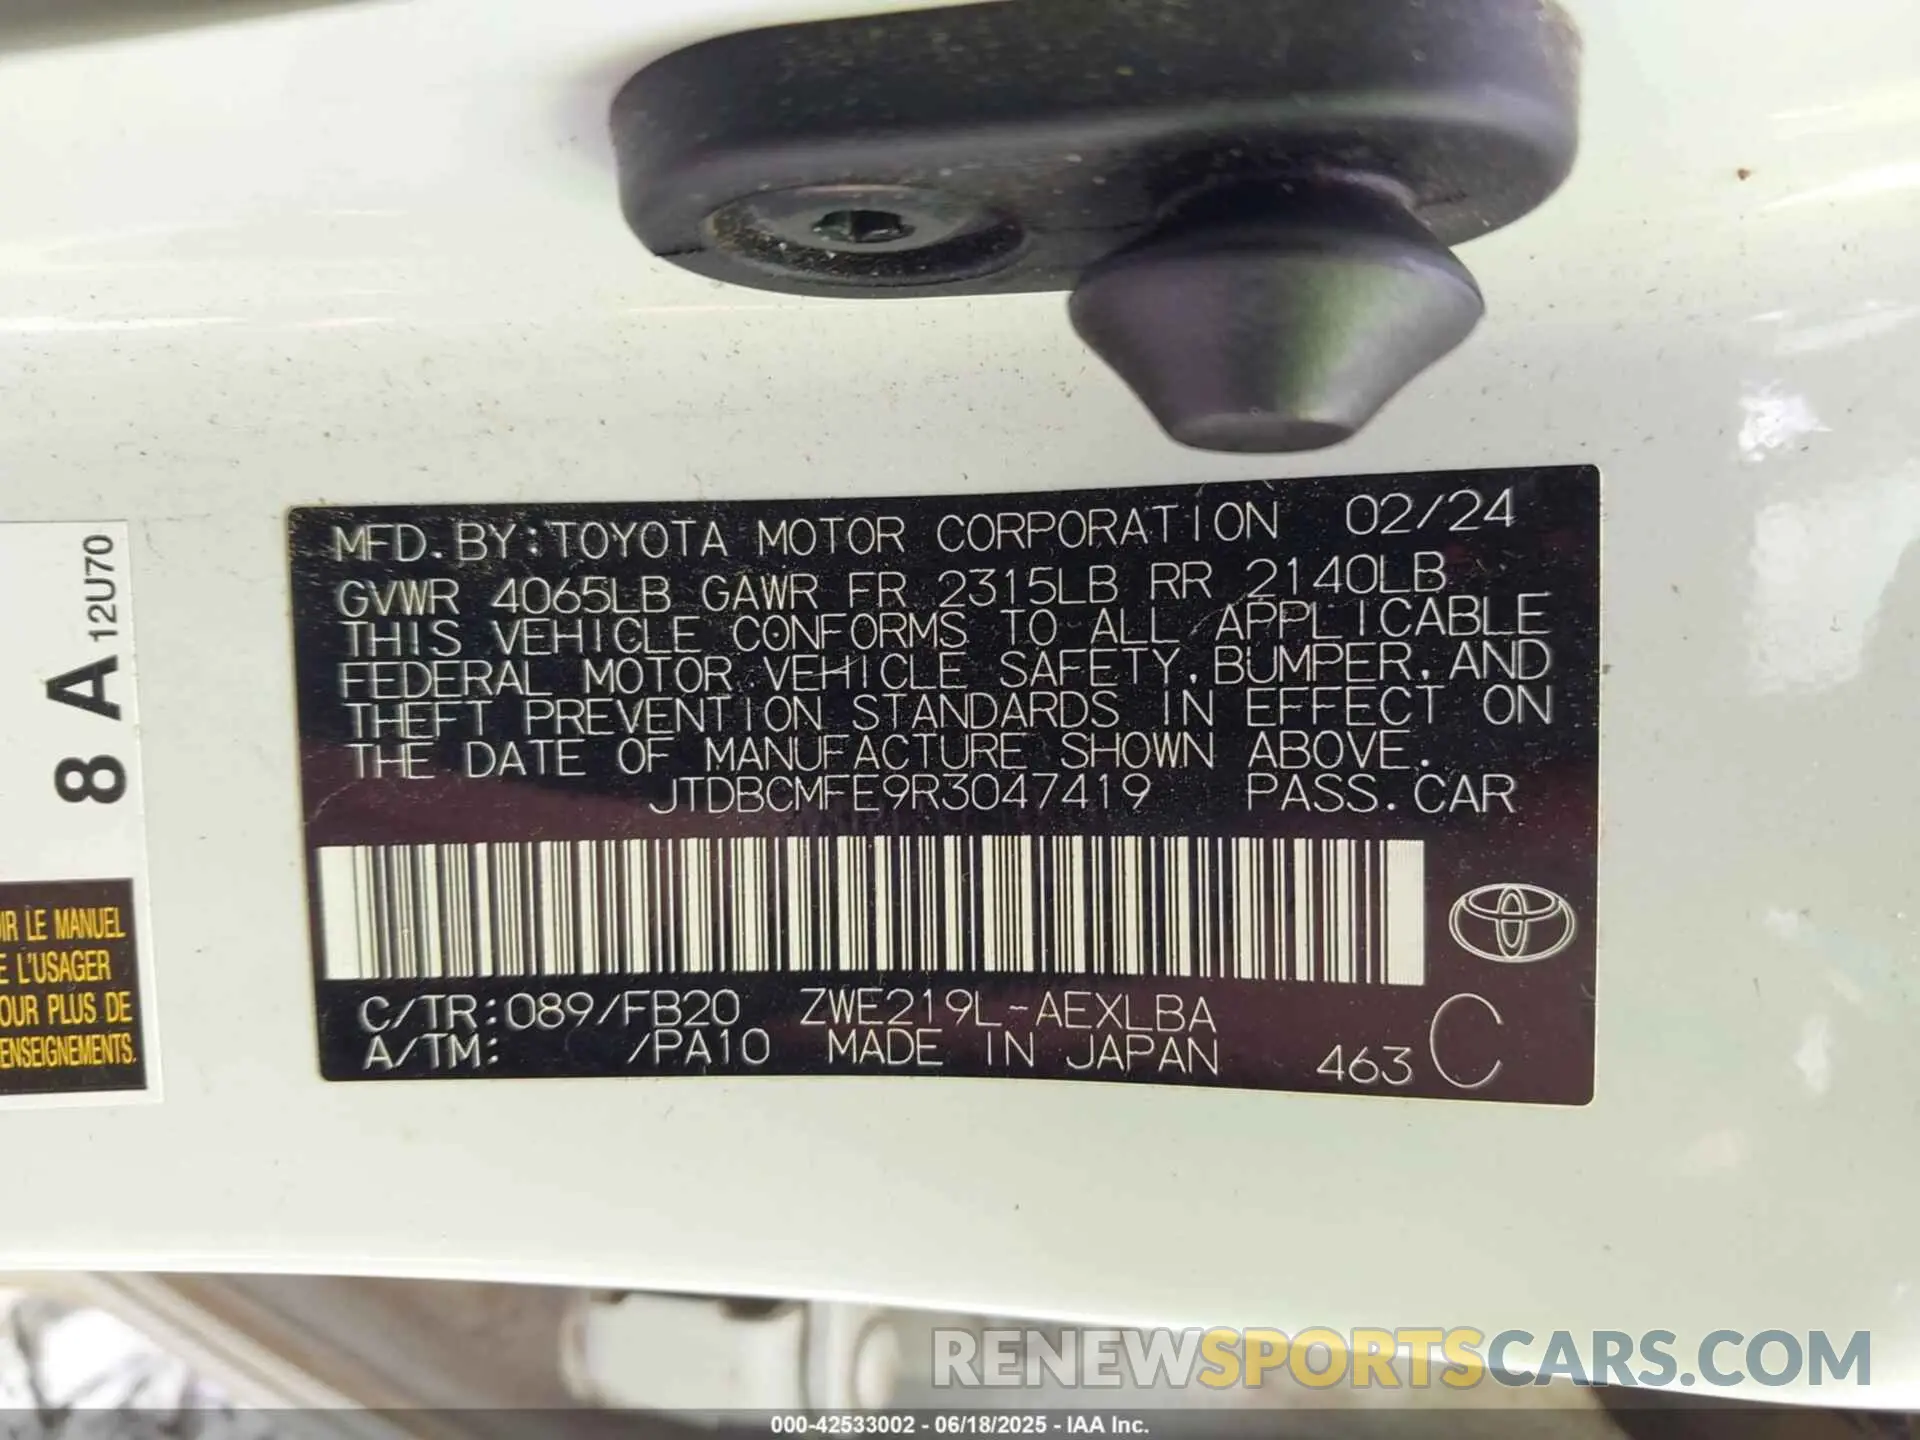 MFD. BY: TOYOTA MOTOR CORPORATION 02/24
GVWR 4065LB GAWR FR 2315LB RR 2140LB
THIS VEHICLE CONFORMS TO ALL APPLICABLE
FEDERAL MOTOR VEHICLE SAFETY, BUMPER, AND
THEFT PREVENTION STANDARDS IN EFFECT ON
THE DATE OF MANUFACTURE SHOWN ABOVE.
JTDBCMFE9R3047419 PASS. CAR
C/TR: 089/FB20 ZWE219L-AEXLBA
A/TM: /PA10 MADE IN JAPAN 463 C
8 A 12U70
IR LE MANUEL
E L'USAGER
OUR PLUS DE
ENSEIGNEMENTS.
RENEWSPORTSCARS.COM
000-42533002 - 06/18/2025 - IAA Inc.